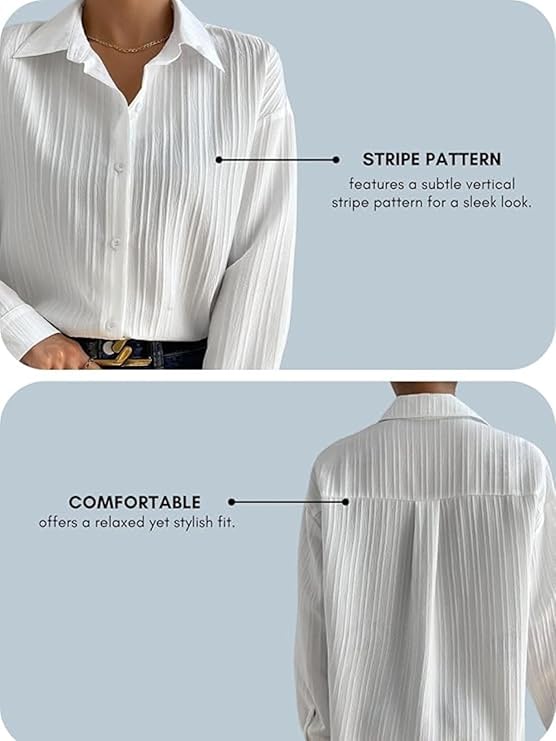 STRIPE PATTERN
features a subtle vertical
stripe pattern for a sleek look.
COMFORTABLE
offers a relaxed yet stylish fit.